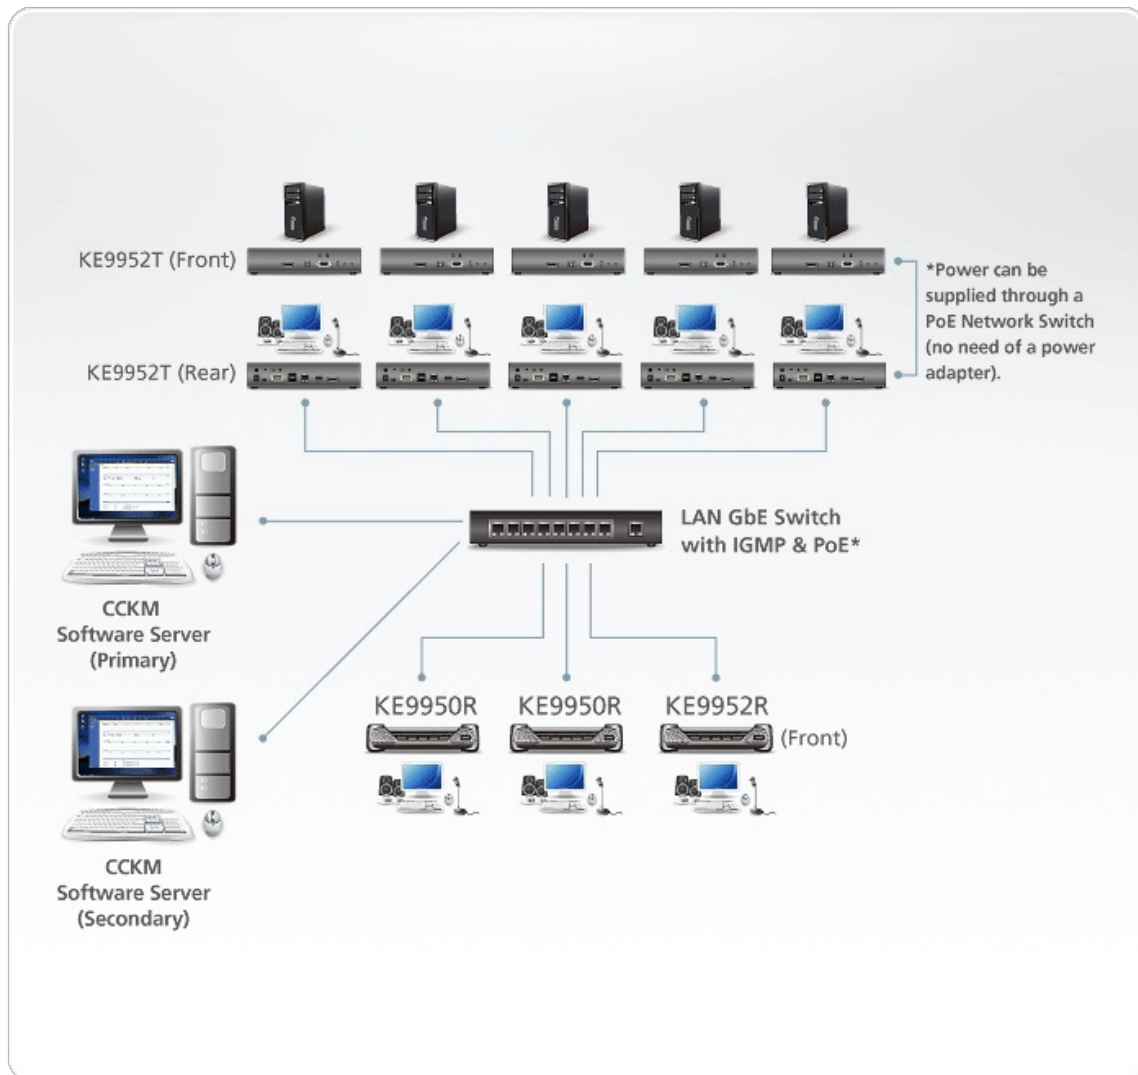 KE9952T (Front)
*Power can be
supplied through a
PoE Network Switch
(no need of a power
adapter).
KE9952T (Rear)
LAN GbE Switch
with IGMP & PoE*
CCKM
Software Server
(Primary)
KE9950R
KE9950R
KE9952R
(Front)
CCKM
Software Server
(Secondary)